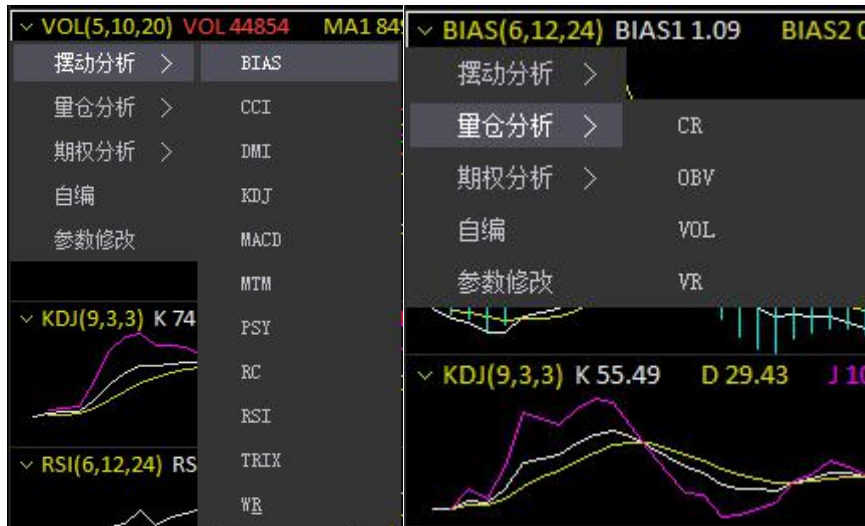 VOL(5,10,20) VOL 44854 MA1 849
摆动分析 > BIAS
量仓分析 > CCI
期权分析 > DMI
自编 KDJ
参数修改 MACD
MTM
KDJ(9,3,3) K 74 PSY
RC
RSI
RSI(6,12,24) RS TRIX
WR
BIAS(6,12,24) BIAS1 1.09 BIAS2
摆动分析 >
量仓分析 > CR
期权分析 > OBV
自编 VOL
参数修改 VR
KDJ(9,3,3) K 55.49 D 29.43 J 10